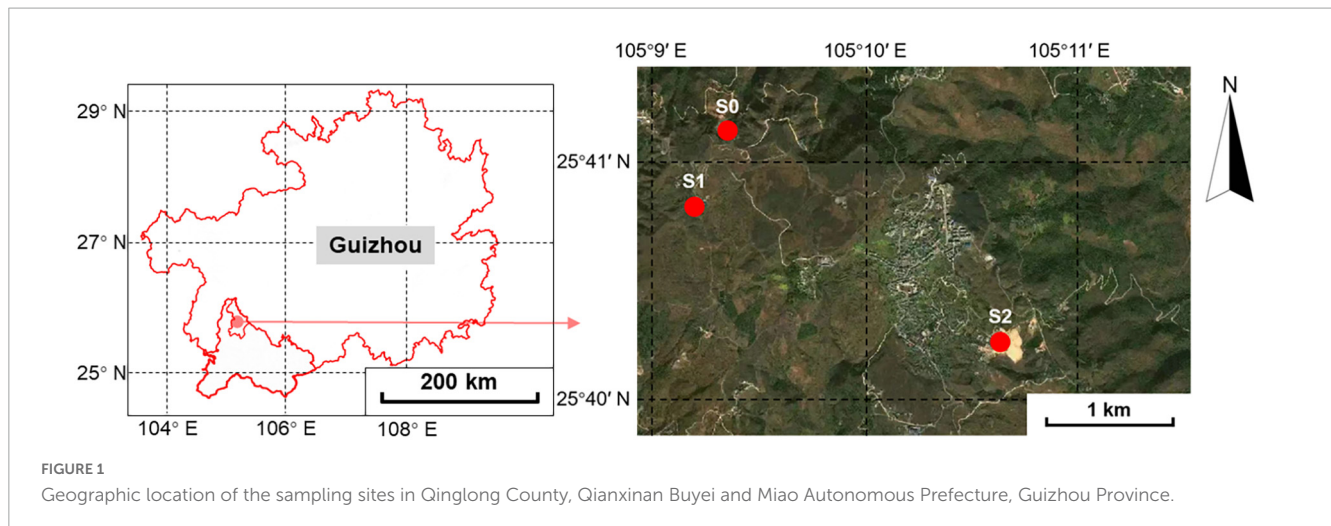 105°9′ E 105°10′ E 105°11′ E
N
29° N
27° N
25° N
Guizhou
200 km
104° E 106° E 108° E
25°41′ N
25°40′ N
S0
S1
S2
1 km
FIGURE 1
Geographic location of the sampling sites in Qinglong County, Qianxinan Buyei and Miao Autonomous Prefecture, Guizhou Province.